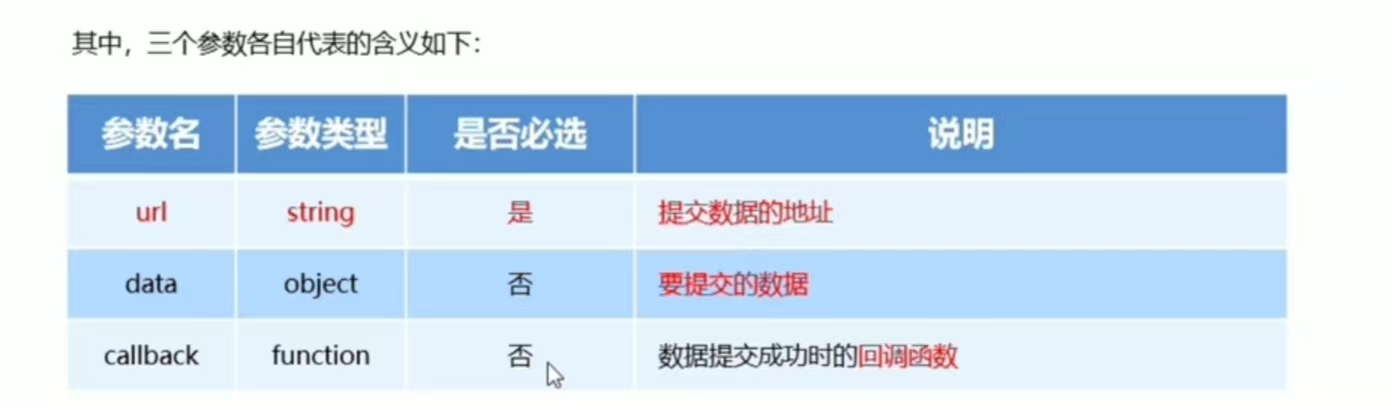 其中，三个参数各自代表的含义如下：
参数名 参数类型 是否必选 说明
url string 是 提交数据的地址
data object 否 要提交的数据
callback function 否 数据提交成功时的回调函数